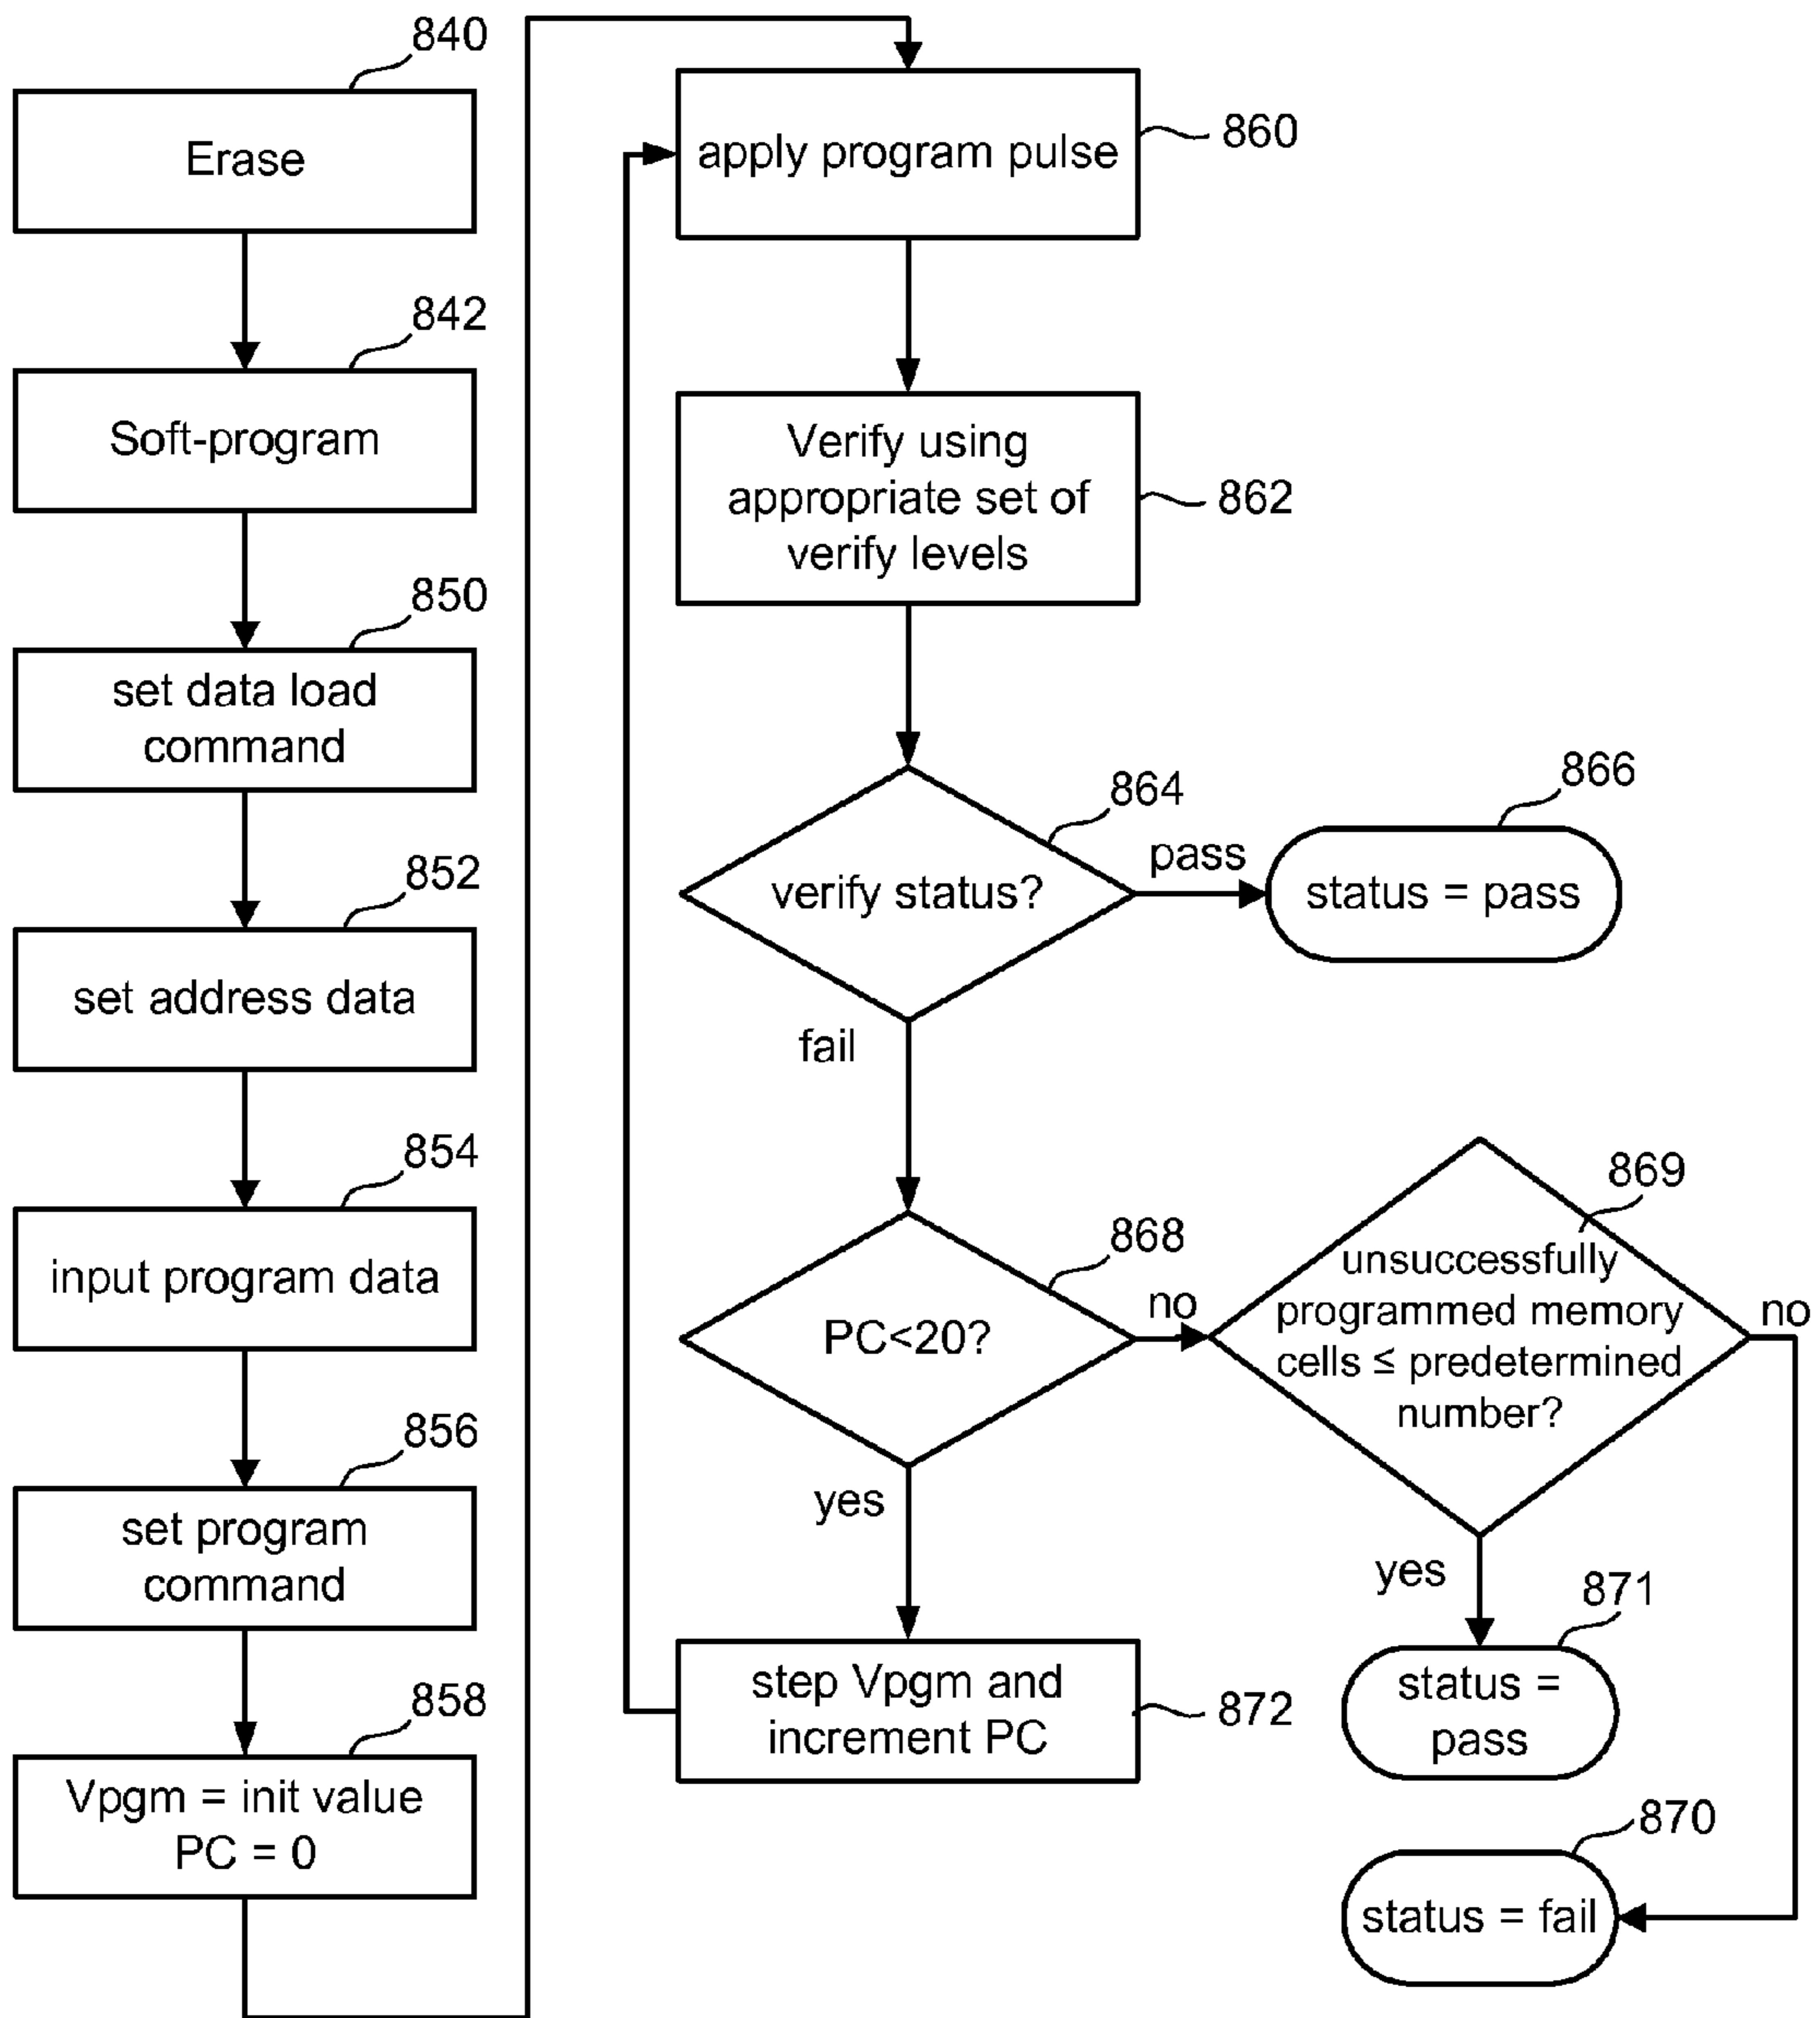 840
Erase
842
Soft-program
850
set data load
command
852
set address data
854
input program data
856
set program
command
858
Vpgm = init value
PC = 0
apply program pulse
860
Verify using
appropriate set of
verify levels
862
864
verify status?
pass
866
status = pass
fail
868
PC<20?
no
869
unsuccessfully
programmed memory
cells ≤ predetermined
number?
no
yes
yes
871
status =
pass
step Vpgm and
increment PC
872
870
status = fail